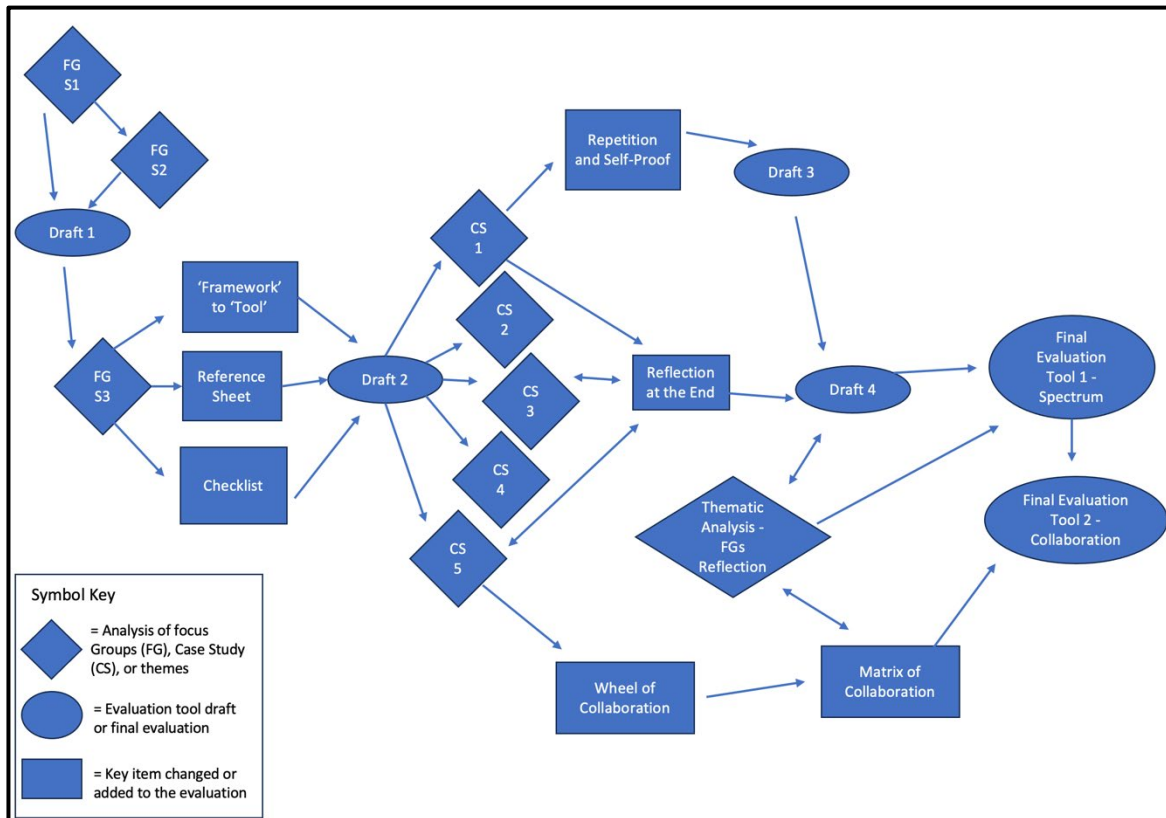 FG
S1
FG
S2
Draft 1
FG
S3
‘Framework’
to ‘Tool’
Reference
Sheet
Checklist
Draft 2
CS
1
CS
2
CS
3
CS
4
CS
5
Repetition
and Self-Proof
Draft 3
Reflection
at the End
Draft 4
Thematic
Analysis -
FGs
Reflection
Wheel of
Collaboration
Matrix of
Collaboration
Final
Evaluation
Tool 1 -
Spectrum
Final Evaluation
Tool 2 -
Collaboration
Symbol Key
= Analysis of focus
Groups (FG), Case Study
(CS), or themes
= Evaluation tool draft
or final evaluation
= Key item changed or
added to the evaluation